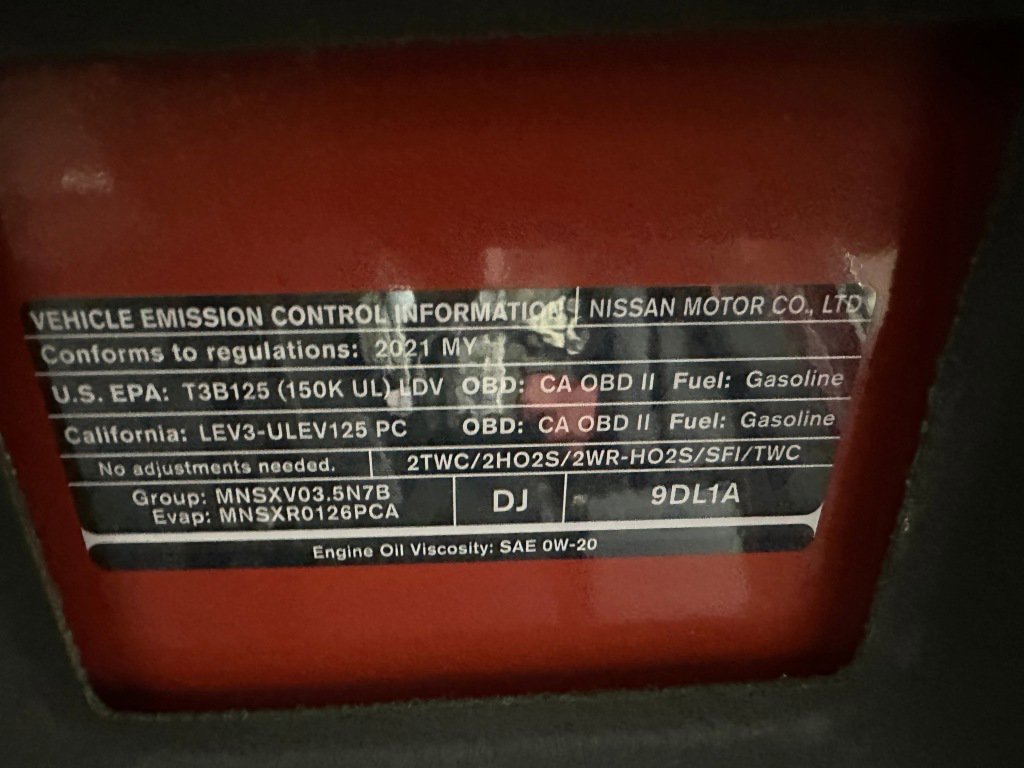 VEHICLE EMISSION CONTROL INFORMATION NISSAN MOTOR CO., LTD
Conforms to regulations: 2021 MY
U.S. EPA: T3B125 (150K UL) LDV OBD: CA OBD II Fuel: Gasoline
California: LEV3-ULEV125 PC OBD: CA OBD II Fuel: Gasoline
No adjustments needed. 2TWC/2HO2S/2WR-HO2S/SFI/TWC
Group: MNSXV03.5N7B
Evap: MNSXR0126PCA
DJ
9DL1A
Engine Oil Viscosity: SAE 0W-20